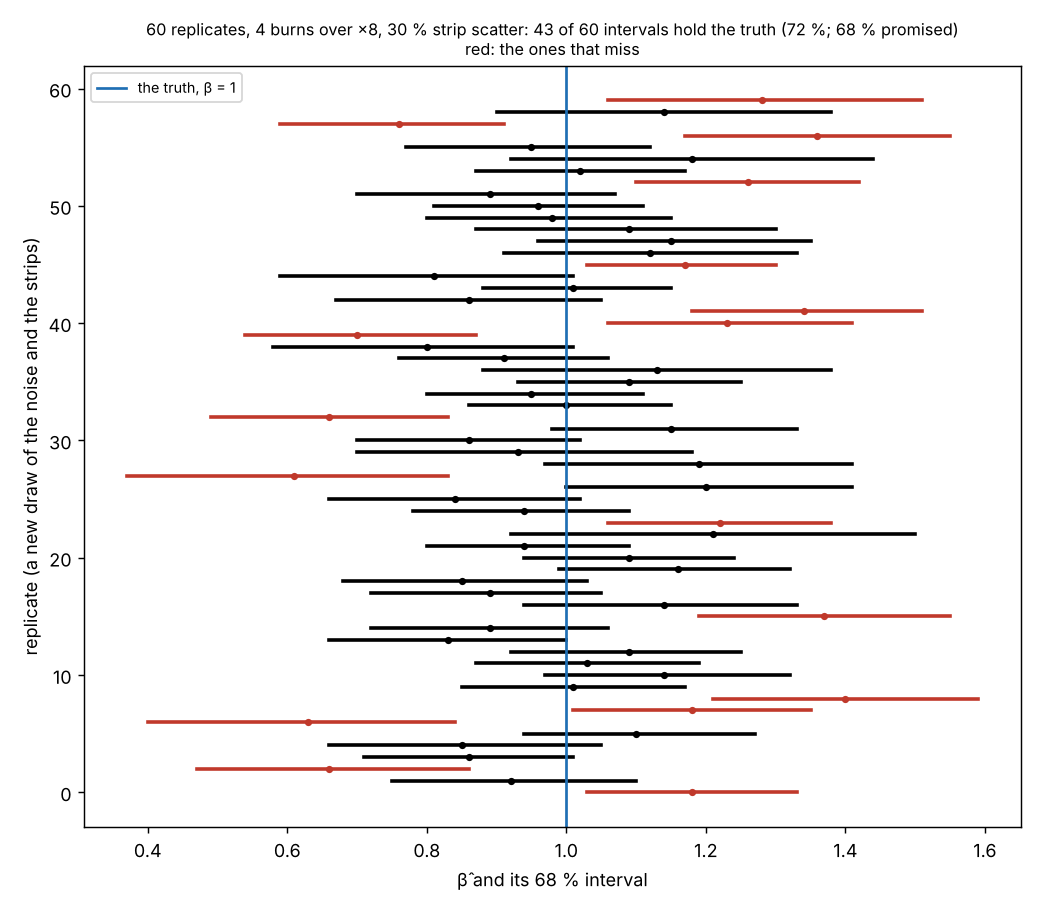 60 replicates, 4 burns over ×8, 30 % strip scatter: 43 of 60 intervals hold the truth (72 %; 68 % promised)
red: the ones that miss
the truth, β = 1
replicate (a new draw of the noise and the strips)
60
50
40
30
20
10
0
0.4 0.6 0.8 1.0 1.2 1.4 1.6
β̂ and its 68 % interval